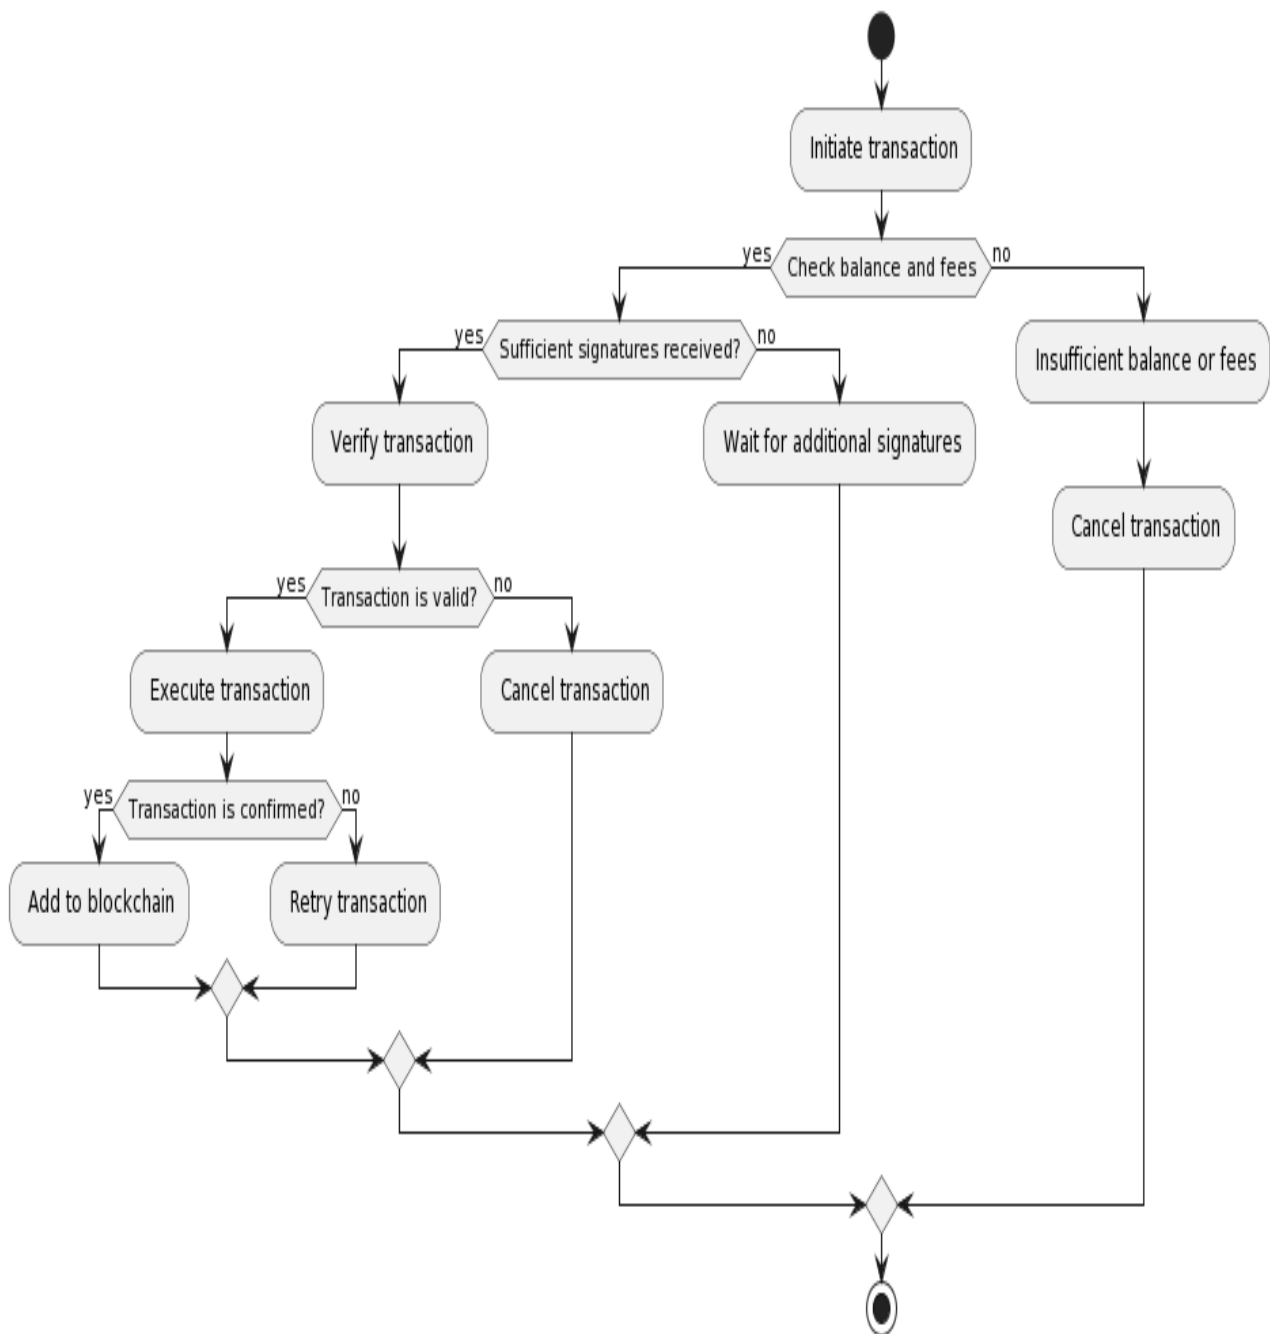 Initiate transaction
yes
Check balance and fees
no
yes
Sufficient signatures received?
no
Insufficient balance or fees
Verify transaction
Wait for additional signatures
Cancel transaction
yes
Transaction is valid?
no
Execute transaction
Cancel transaction
yes
Transaction is confirmed?
no
Add to blockchain
Retry transaction